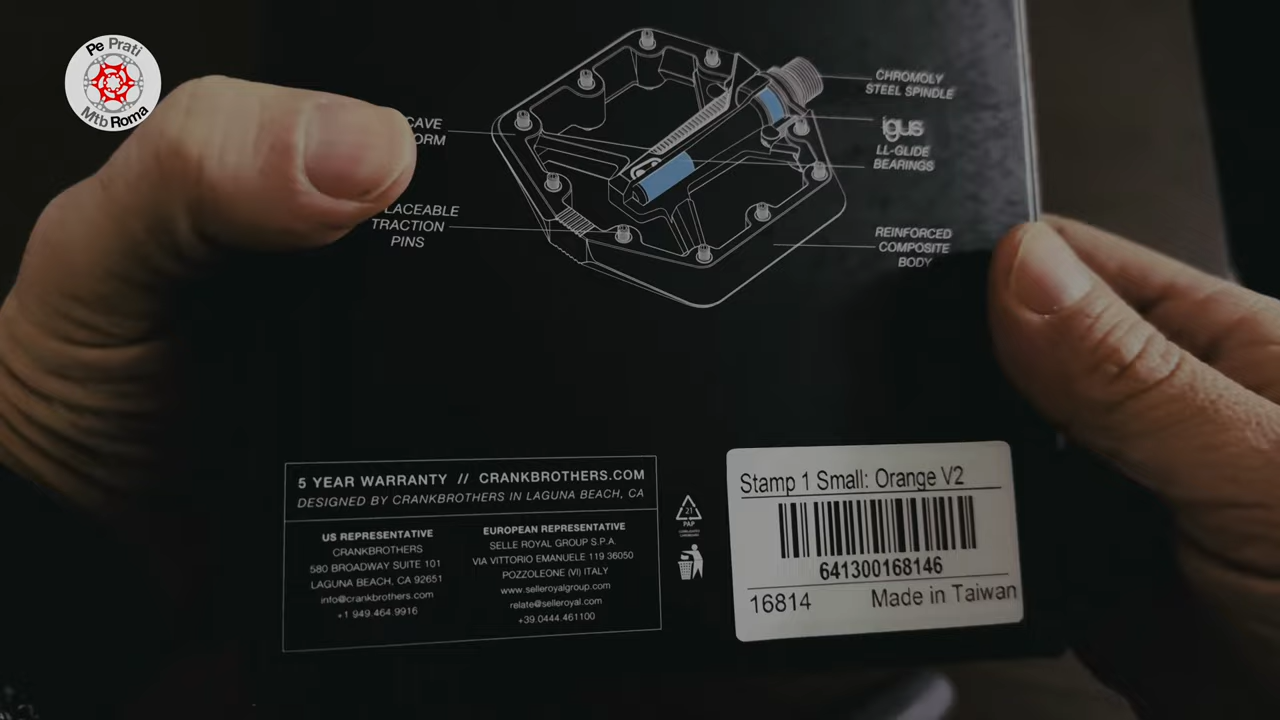 Pe Prati
Mtb Roma
CAVE
ORM
LACEABLE
TRACTION
PINS
CHROMOLY
STEEL SPINDLE
igus
LL-GLIDE
BEARINGS
REINFORCED
COMPOSITE
BODY
5 YEAR WARRANTY // CRANKBROTHERS.COM
DESIGNED BY CRANKBROTHERS IN LAGUNA BEACH, CA
US REPRESENTATIVE
CRANKBROTHERS
580 BROADWAY SUITE 101
LAGUNA BEACH, CA 92651
info@crankbrothers.com
+1 949.464.9916
EUROPEAN REPRESENTATIVE
SELLE ROYAL GROUP S.P.A.
VIA VITTORIO EMANUELE 119 36050
POZZOLEONE (VI) ITALY
www.selleroyalgroup.com
relate@selleroyal.com
+39.0444.461100
21
PAP
Stamp 1 Small: Orange V2
641300168146
16814
Made in Taiwan